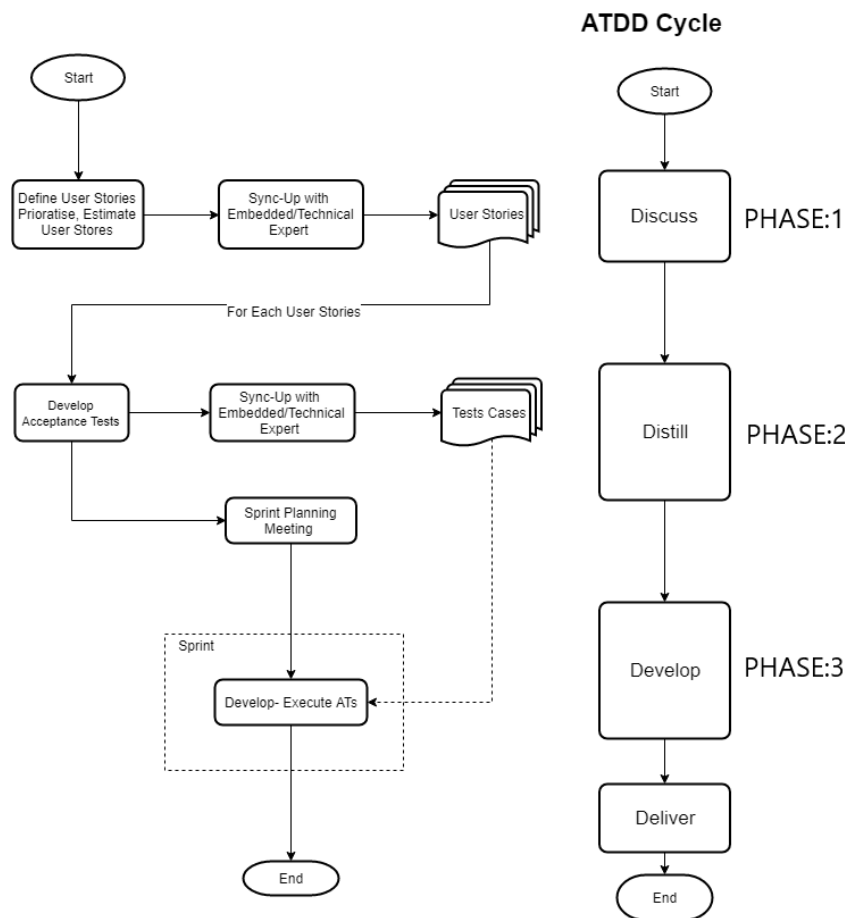 ATDD Cycle
Start
Start
Define User Stories
Prioratise, Estimate
User Stores
Sync-Up with
Embedded/Technical
Expert
User Stories
Discuss
PHASE:1
For Each User Stories
Develop
Acceptance Tests
Sync-Up with
Embedded/Technical
Expert
Tests Cases
Distill
PHASE:2
Sprint Planning
Meeting
Sprint
Develop- Execute ATs
Develop
PHASE:3
Deliver
End
End